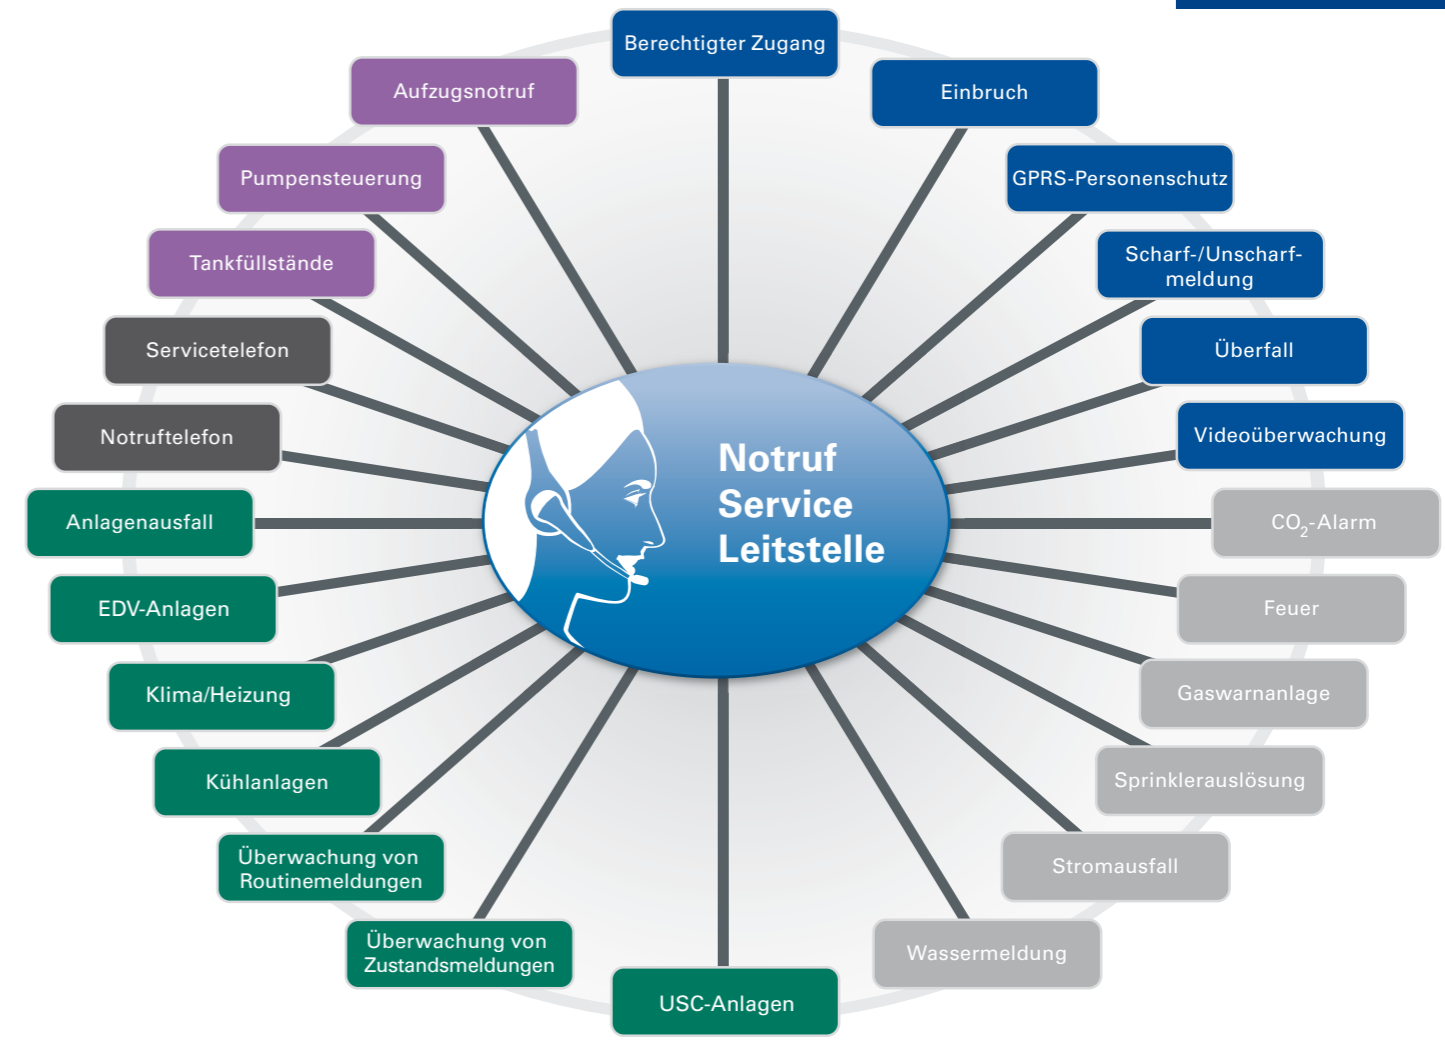 Berechtigter Zugang
Einbruch
GPRS-Personenschutz
Scharf-/Unscharf-
meldung
Überfall
Videoüberwachung
CO₂-Alarm
Feuer
Gaswarnanlage
Sprinklerauslösung
Stromausfall
Wassermeldung
USC-Anlagen
Überwachung von
Zustandsmeldungen
Überwachung von
Routinemeldungen
Kühlanlagen
Klima/Heizung
EDV-Anlagen
Anlagenausfall
Notruftelefon
Servicetelefon
Tankfüllstände
Pumpensteuerung
Aufzugsnotruf
Notruf
Service
Leitstelle